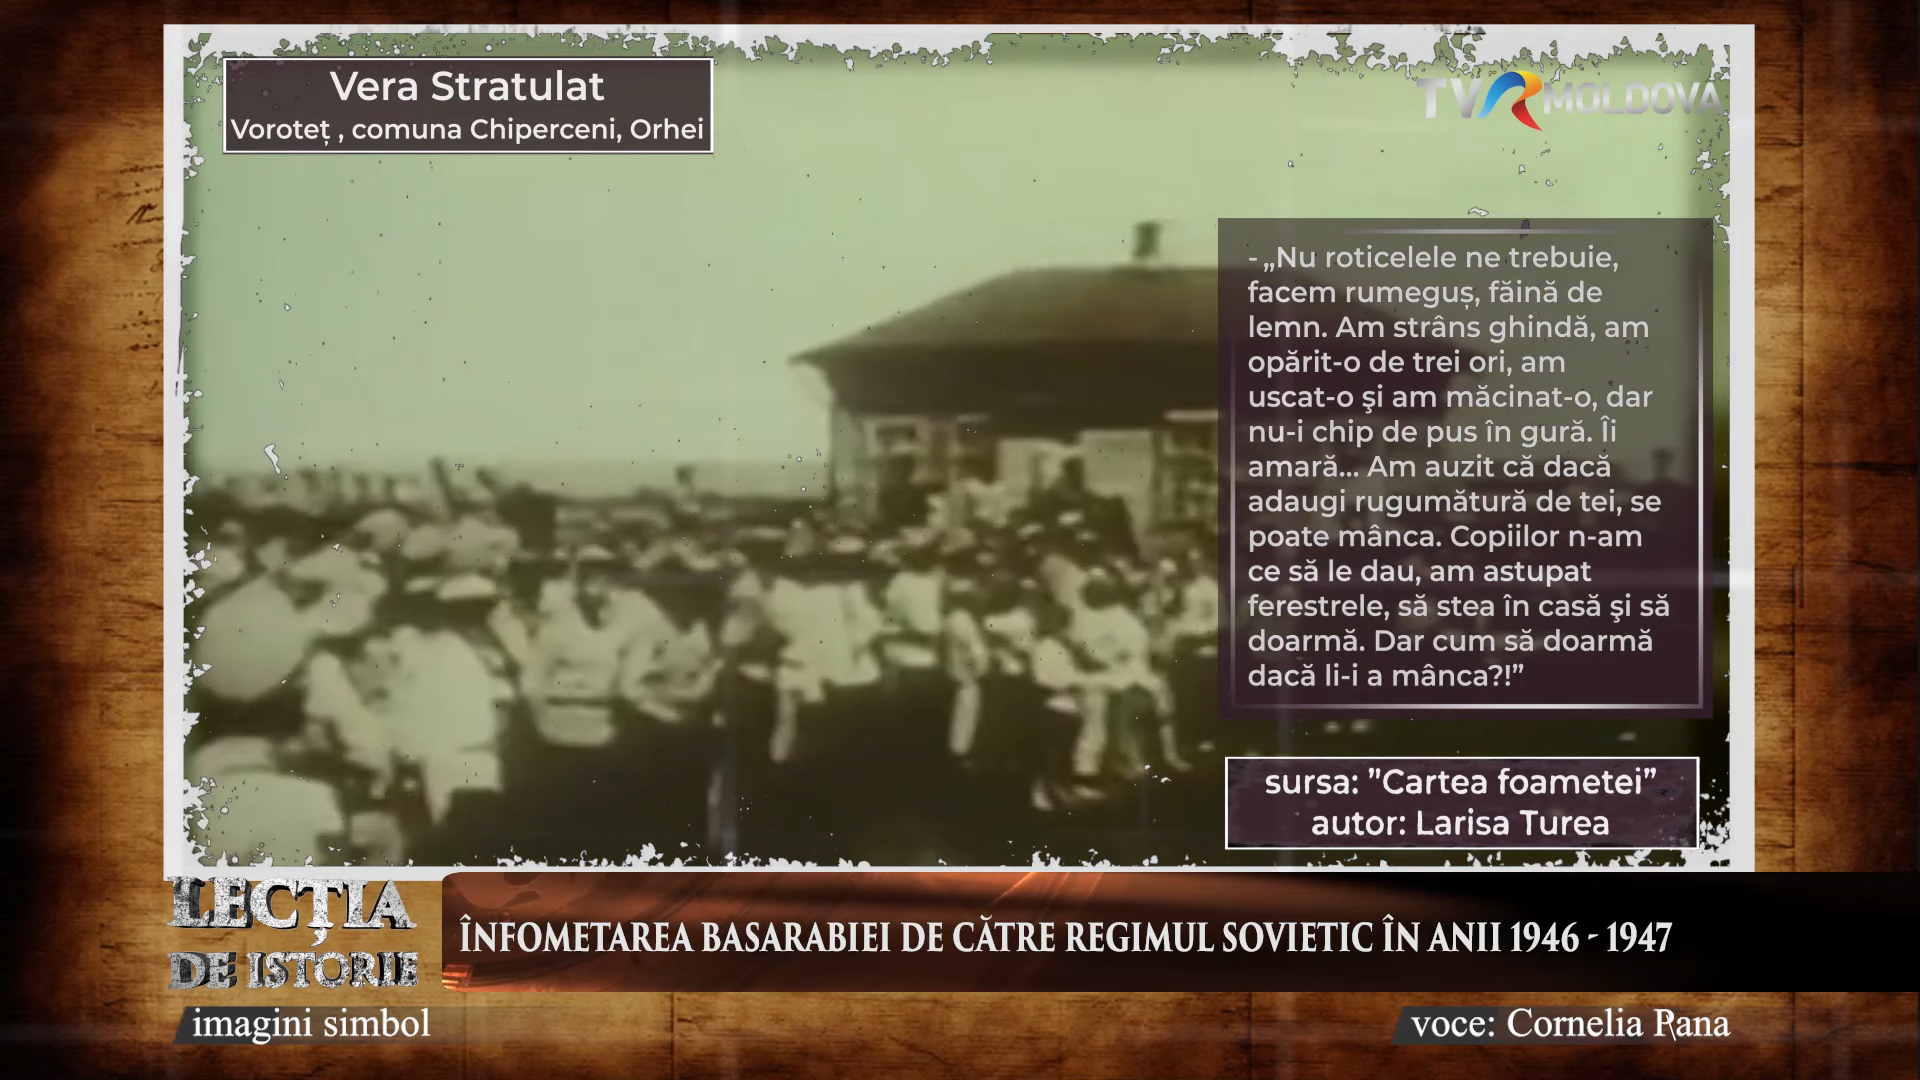 Vera Stratulat
Voroteț , comuna Chiperceni, Orhei
TVR MOLDOVA
- „Nu roticelele ne trebuie,
facem rumeguș, făină de
lemn. Am strâns ghindă, am
opărit-o de trei ori, am
uscat-o şi am măcinat-o, dar
nu-i chip de pus în gură. Îi
amară... Am auzit că dacă
adaugi rugumătură de tei, se
poate mânca. Copiilor n-am
ce să le dau, am astupat
ferestrele, să stea în casă şi să
doarmă. Dar cum să doarmă
dacă li-i a mânca?!”
sursa: ”Cartea foametei”
autor: Larisa Turea
LECȚIA
DE ISTORIE
ÎNFOMETAREA BASARABIEI DE CĂTRE REGIMUL SOVIETIC ÎN ANII 1946 - 1947
imagini simbol
voce: Cornelia